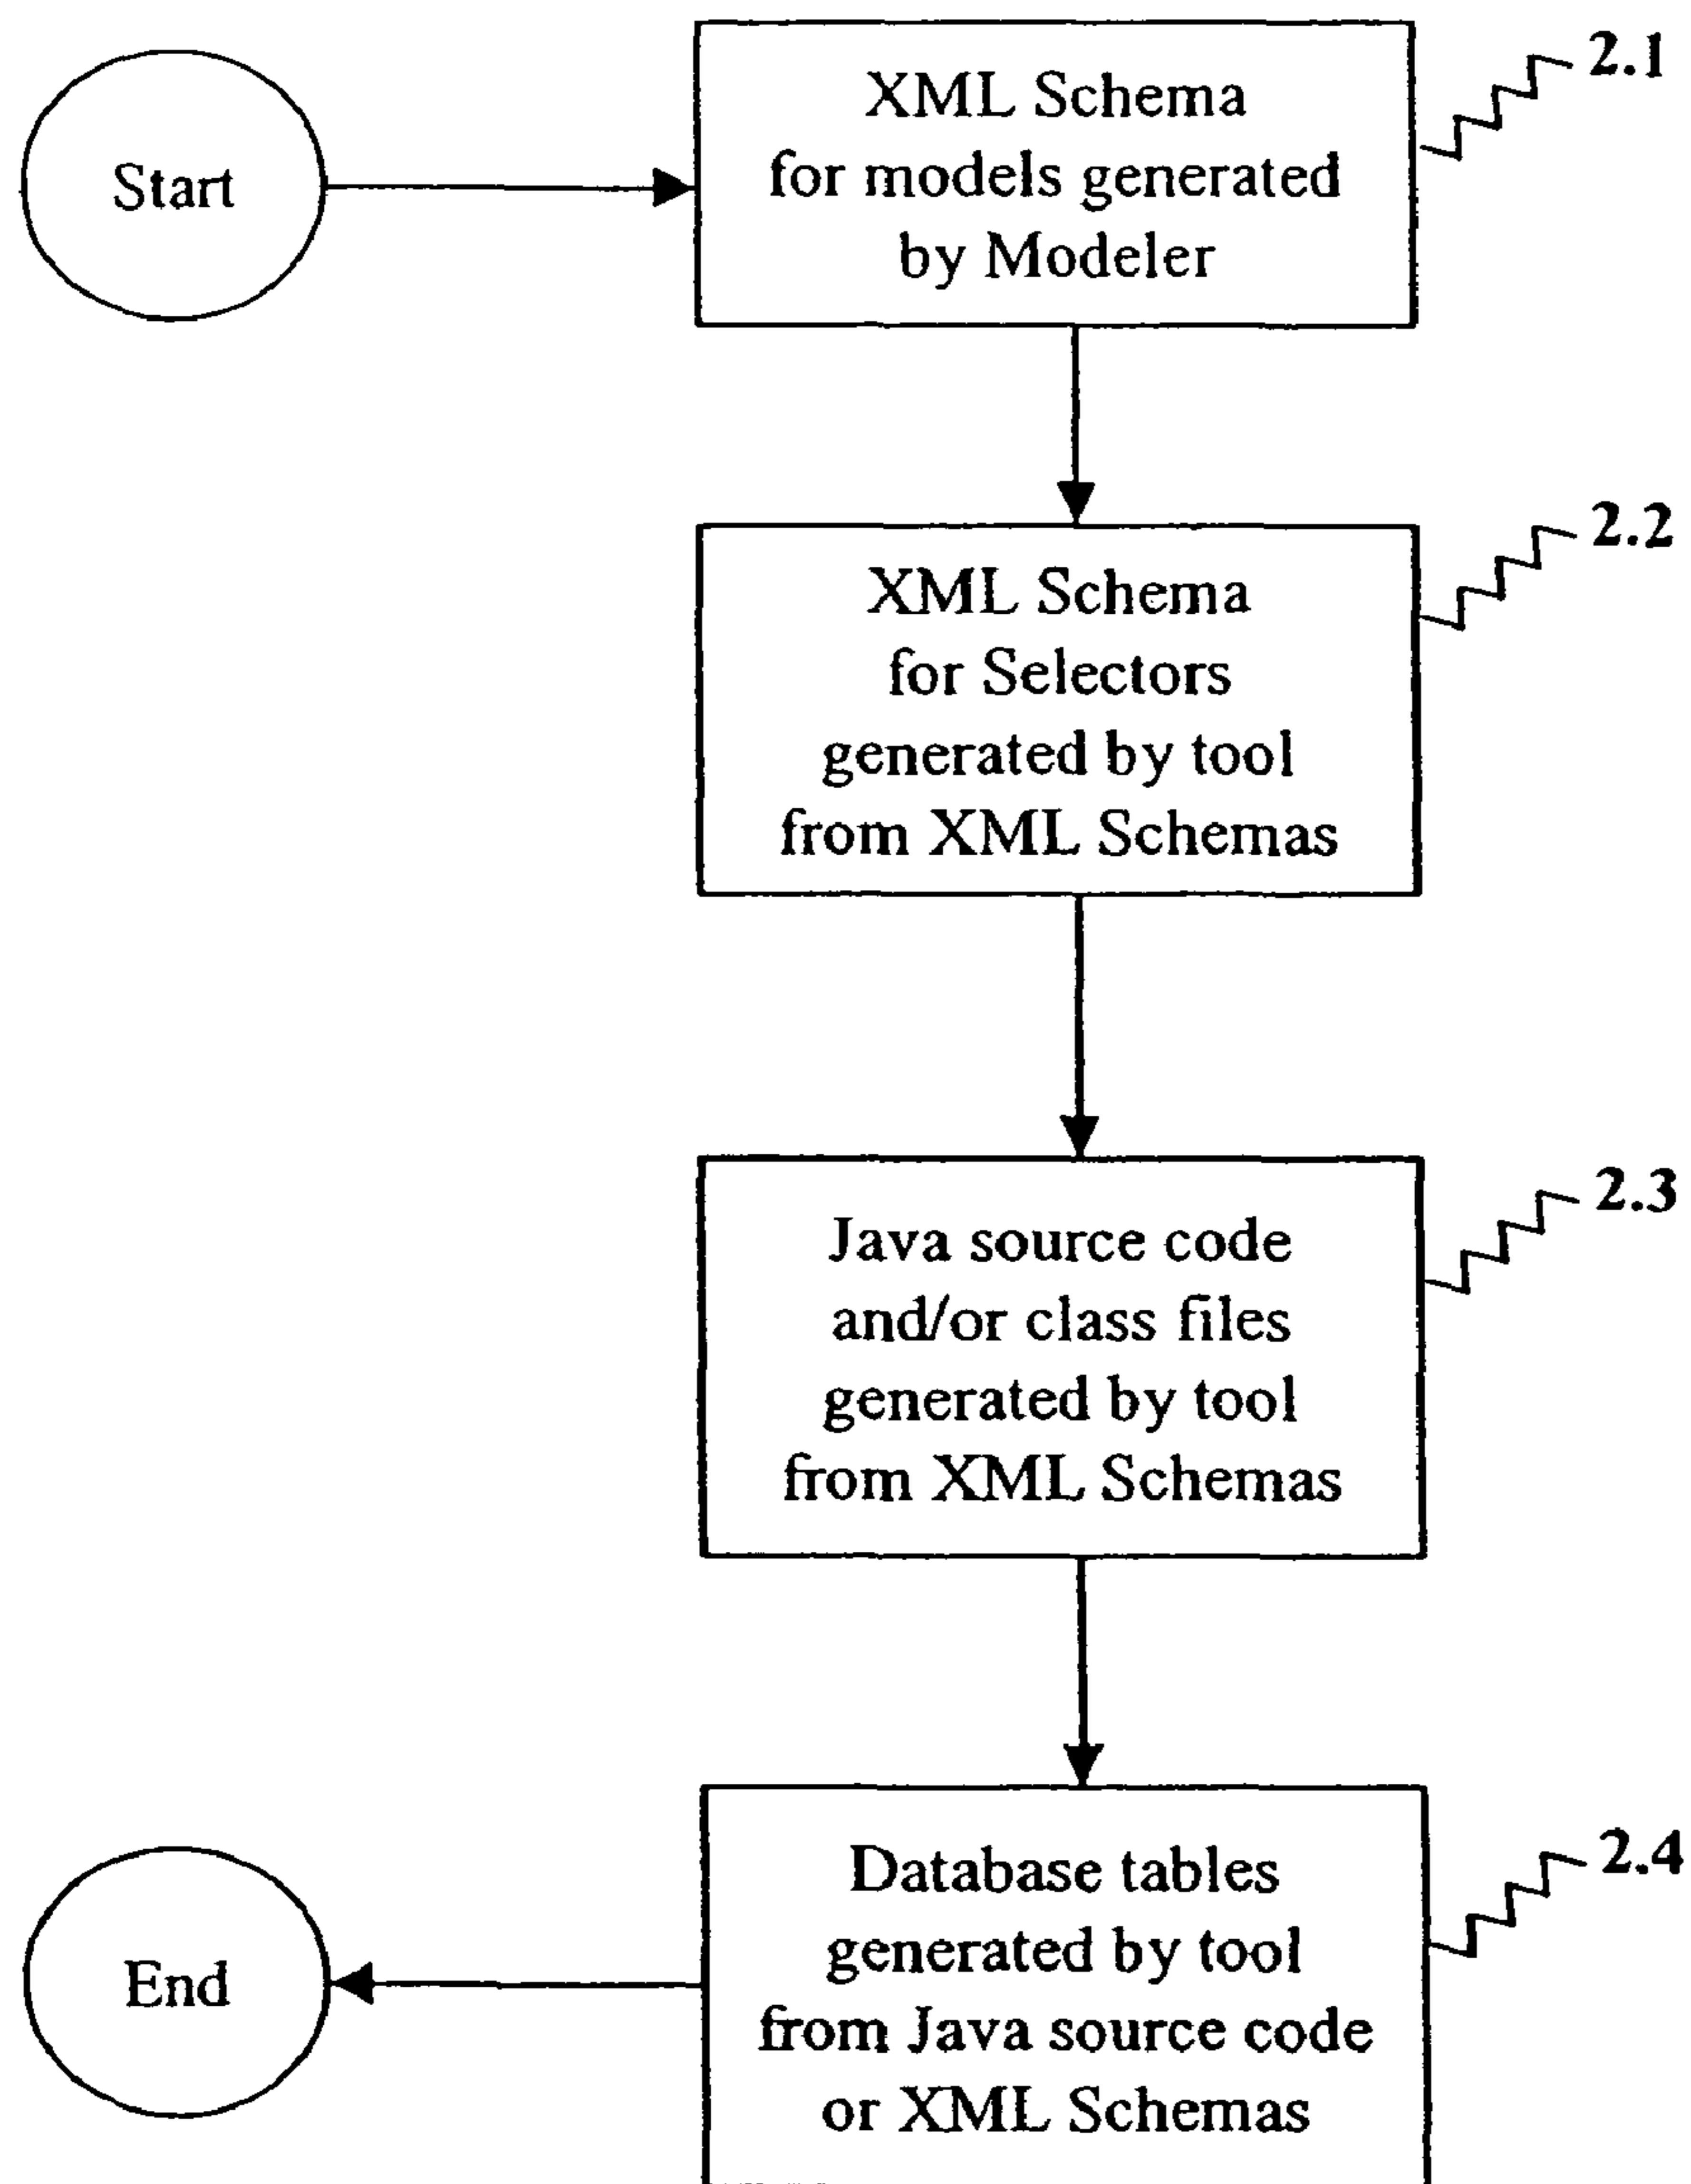 Start
XML Schema
for models generated
by Modeler
2.1
XML Schema
for Selectors
generated by tool
from XML Schemas
2.2
Java source code
and/or class files
generated by tool
from XML Schemas
2.3
Database tables
generated by tool
from Java source code
or XML Schemas
2.4
End